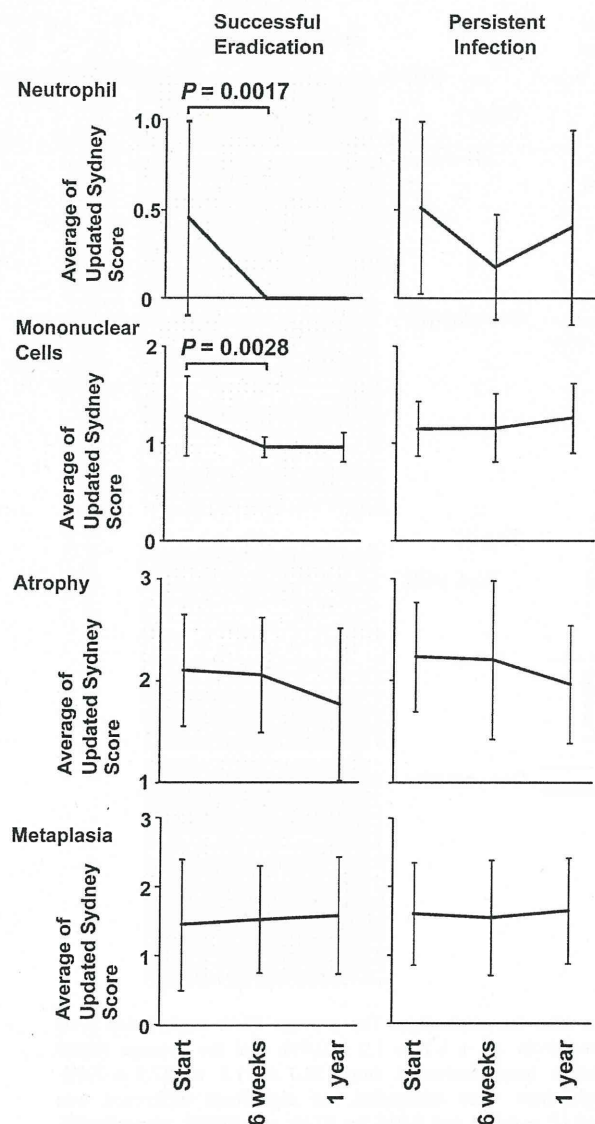 Successful
Eradication
Persistent
Infection
Neutrophil
P = 0.0017
Average of
Updated Sydney
Score
1.0
0.5
0
Mononuclear
Cells
P = 0.0028
Average of
Updated Sydney
Score
2
1
0
Atrophy
Average of
Updated Sydney
Score
3
2
1
Metaplasia
Average of
Updated Sydney
Score
3
2
1
0
Start
6 weeks
1 year
Start
6 weeks
1 year